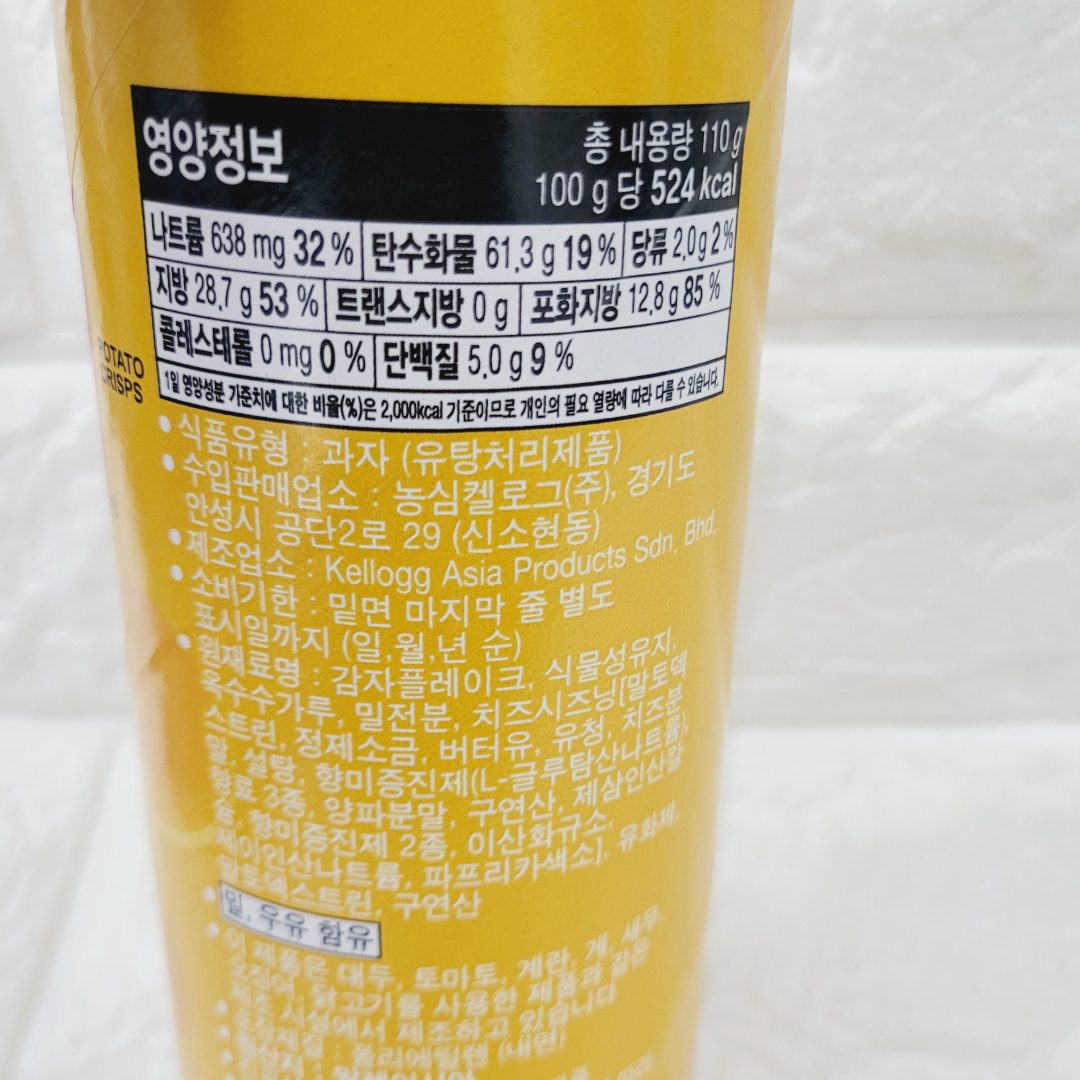 영양정보
총 내용량 110 g
100 g 당 524 kcal
나트륨 638 mg 32 % 탄수화물 61.3 g 19 % 당류 2.0 g 2 %
지방 28.7 g 53 % 트랜스지방 0 g 포화지방 12.8 g 85 %
콜레스테롤 0 mg 0 % 단백질 5.0 g 9 %
1일 영양성분 기준치에 대한 비율(%)은 2,000kcal 기준이므로 개인의 필요 열량에 따라 다를 수 있습니다.
POTATO
CRISPS
• 식품유형 : 과자 (유탕처리제품)
• 수입판매업소 : 농심켈로그(주), 경기도
안성시 공단2로 29 (신소현동)
• 제조업소 : Kellogg Asia Products Sdn. Bhd.
• 소비기한 : 밑면 마지막 줄 별도
표시일까지 (일,월,년 순)
• 원재료명 : 감자플레이크, 식물성유지,
옥수수가루, 밀전분, 치즈시즈닝[말토덱
스트린, 정제소금, 버터유, 유청, 치즈분
말, 설탕, 향미증진제(L-글루탐산나트륨),
향료 3종, 양파분말, 구연산, 제삼인산칼
슘, 향미증진제 2종, 이산화규소,
제이인산나트륨, 파프리카색소], 유화제,
말토덱스트린, 구연산
밀, 우유 함유
• 이 제품은 대두, 토마토, 계란, 게, 새우,
오징어, 닭고기를 사용한 제품과 같은
제조 시설에서 제조하고 있습니다
폴리에틸렌 (내면)